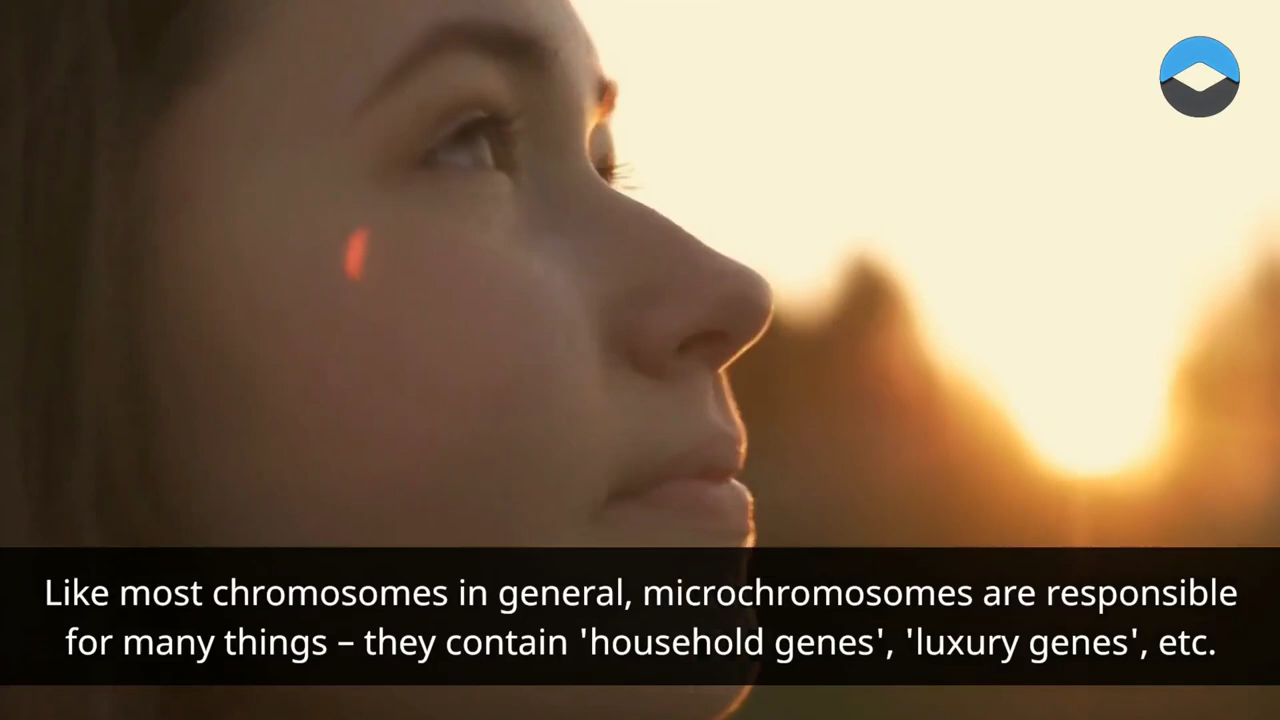 Like most chromosomes in general, microchromosomes are responsible
for many things – they contain 'household genes', 'luxury genes', etc.